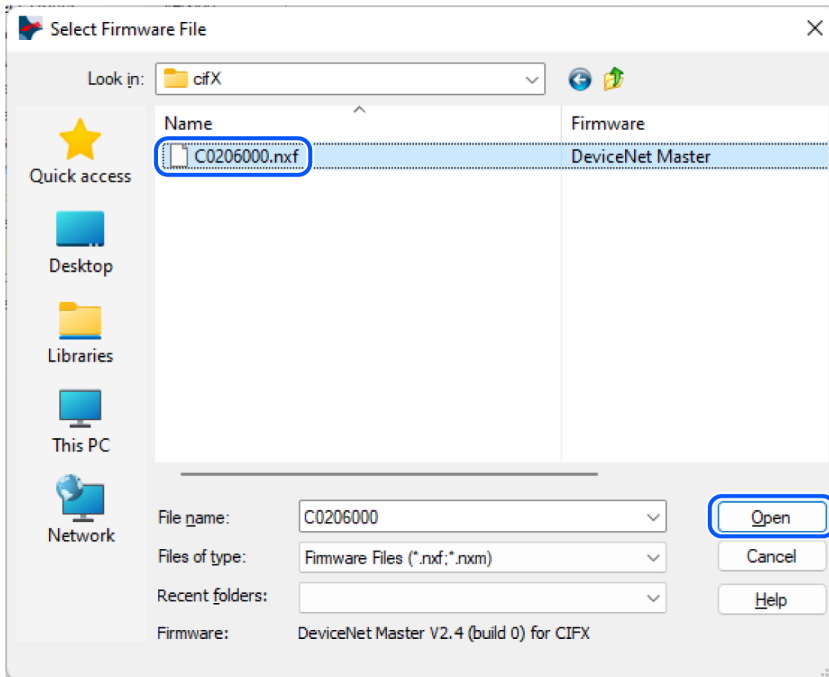 Select Firmware File
Look in: cifX
Name Firmware
C0206000.nxf DeviceNet Master
Quick access
Desktop
Libraries
This PC
Network
File name: C0206000 Open
Files of type: Firmware Files (*.nxf;*.nxm) Cancel
Recent folders: Help
Firmware: DeviceNet Master V2.4 (build 0) for CIFX